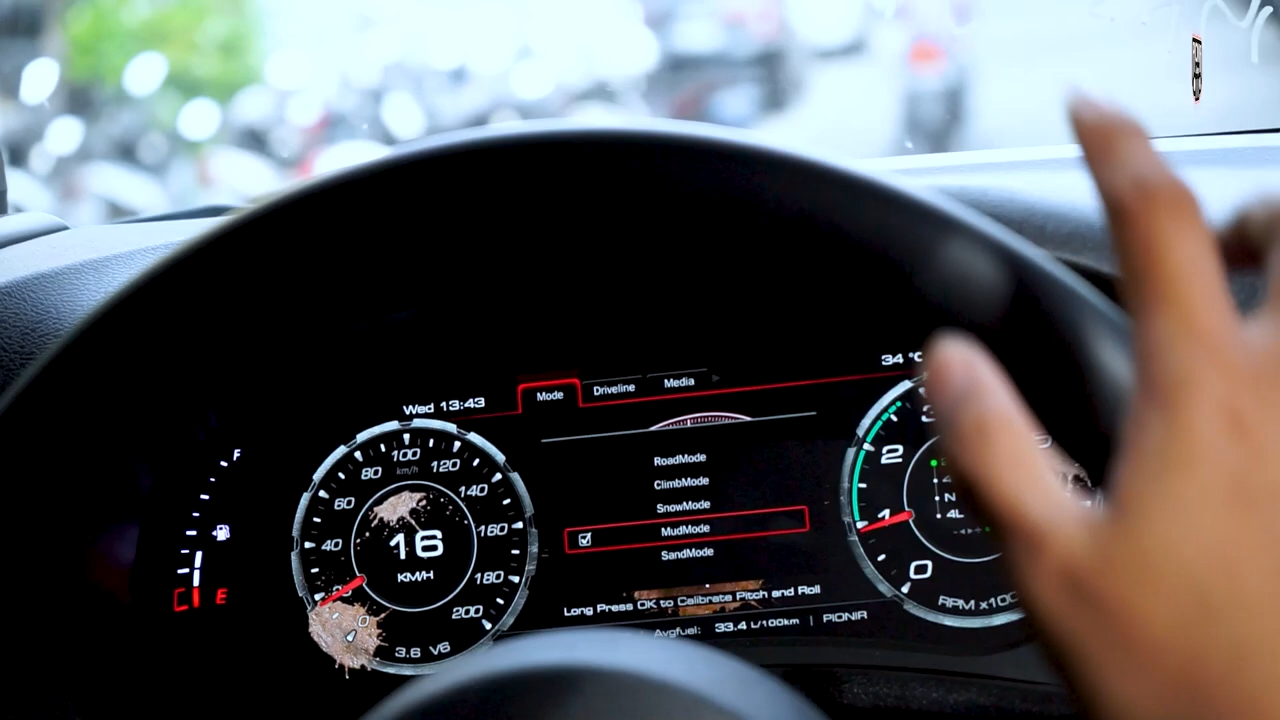 Mode Driveline Media
34 °C
Wed 13:43
RoadMode
ClimbMode
SnowMode
MudMode
SandMode
Long Press OK to Calibrate Pitch and Roll
Avgfuel: 33.4 L/100km | PIONIR
F
E
0
40
60
80
100
120
140
160
180
200
km/h
16
KM/H
3.6 V6
0
1
2
N
4L
RPM x100